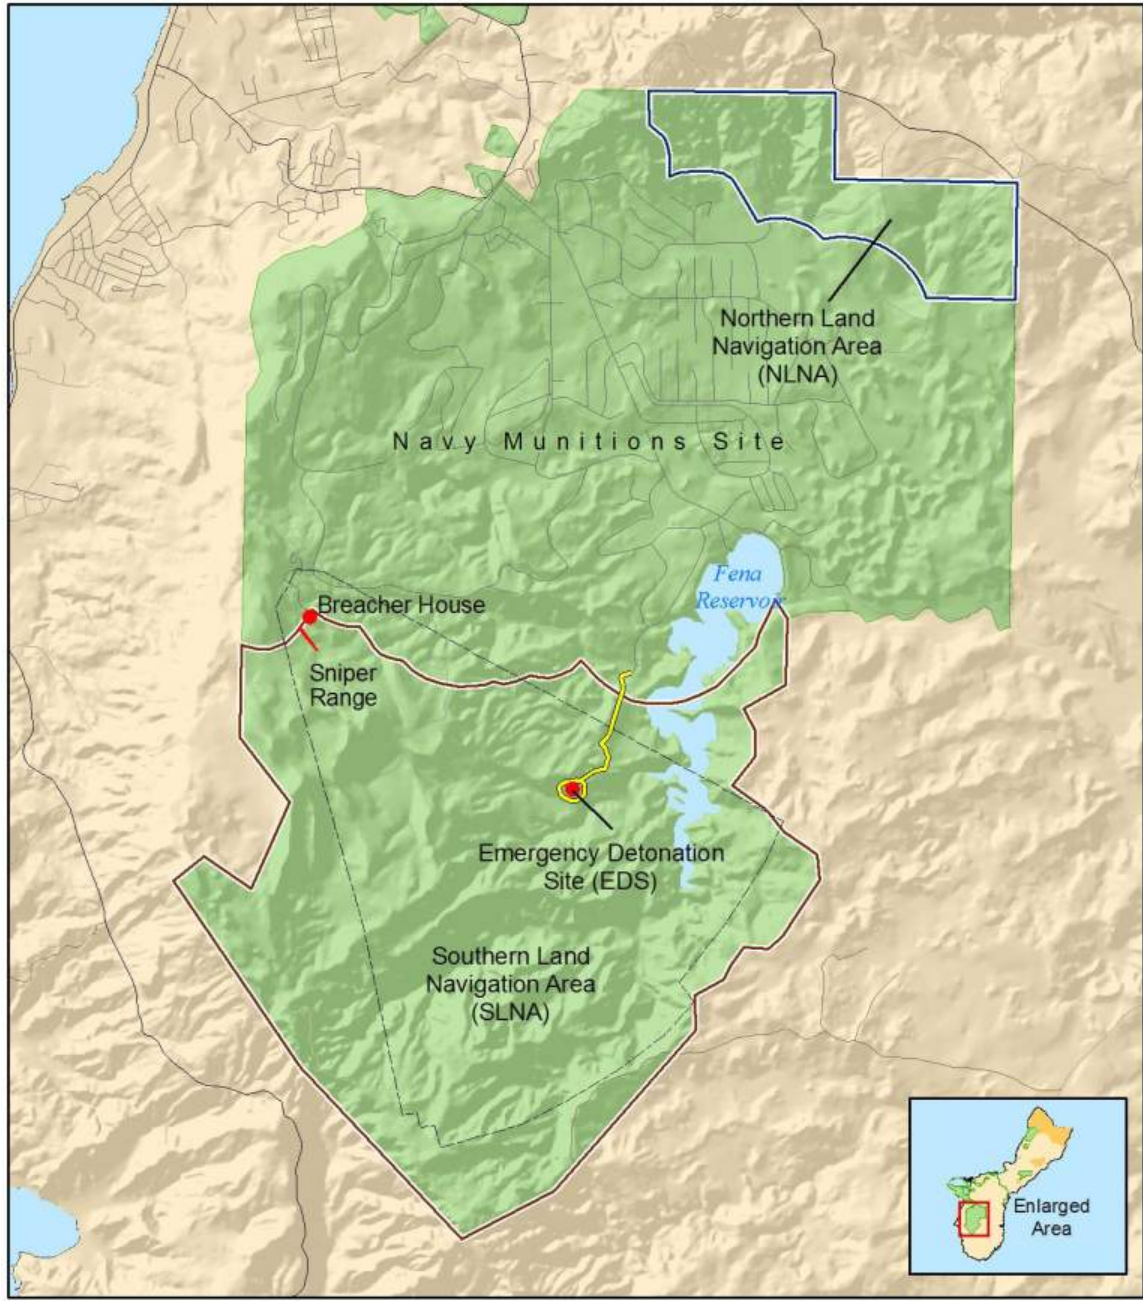 Northern Land
Navigation Area
(NLNA)
Navy Munitions Site
Fena
Reservoir
Breacher House
Sniper
Range
Emergency Detonation
Site (EDS)
Southern Land
Navigation Area
(SLNA)
Enlarged
Area